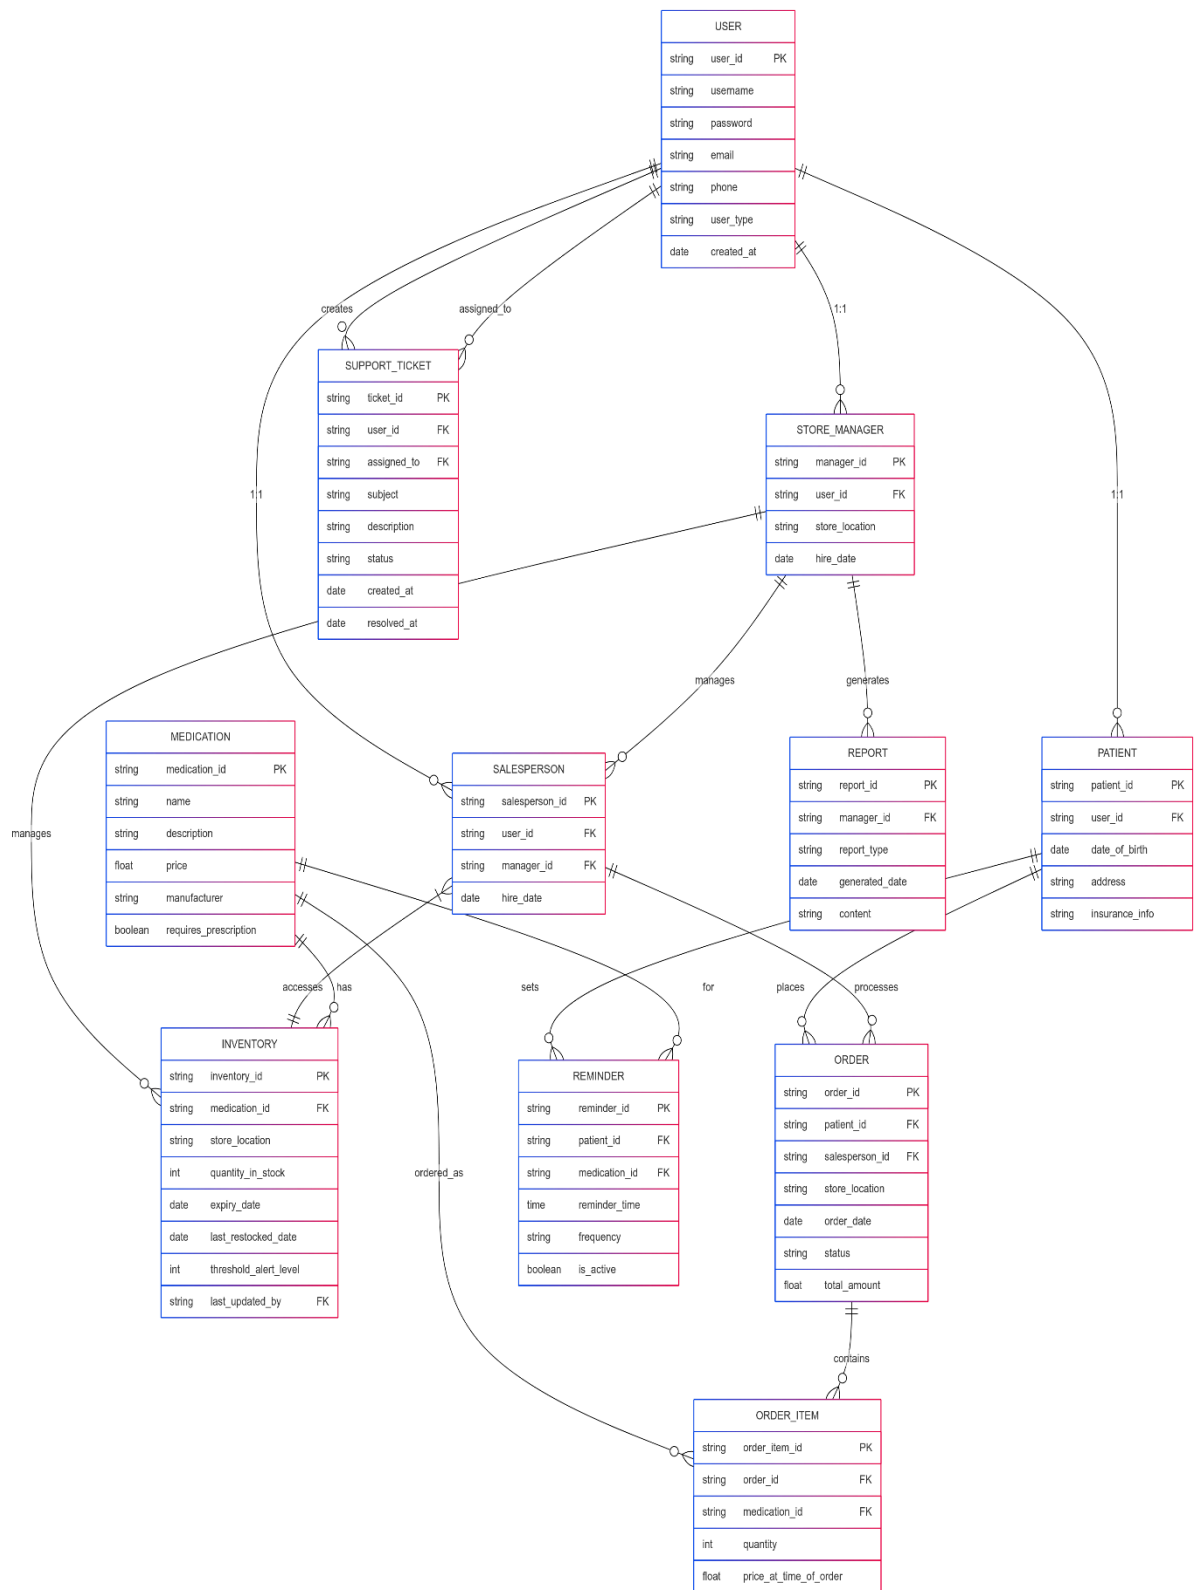 USER
string user_id PK
string username
string password
string email
string phone
string user_type
date created_at
creates
assigned_to
1:1
SUPPORT_TICKET
string ticket_id PK
string user_id FK
string assigned_to FK
string subject
string description
string status
date created_at
date resolved_at
STORE_MANAGER
string manager_id PK
string user_id FK
string store_location
date hire_date
1:1
1:1
manages
generates
MEDICATION
string medication_id PK
string name
string description
float price
string manufacturer
boolean requires_prescription
SALESPERSON
string salesperson_id PK
string user_id FK
string manager_id FK
date hire_date
REPORT
string report_id PK
string manager_id FK
string report_type
date generated_date
string content
PATIENT
string patient_id PK
string user_id FK
date date_of_birth
string address
string insurance_info
manages
accesses
has
sets
for
places
processes
INVENTORY
string inventory_id PK
string medication_id FK
string store_location
int quantity_in_stock
date expiry_date
date last_restocked_date
int threshold_alert_level
string last_updated_by FK
REMINDER
string reminder_id PK
string patient_id FK
string medication_id FK
time reminder_time
string frequency
boolean is_active
ORDER
string order_id PK
string patient_id FK
string salesperson_id FK
string store_location
date order_date
string status
float total_amount
ordered_as
contains
ORDER_ITEM
string order_item_id PK
string order_id FK
string medication_id FK
int quantity
float price_at_time_of_order